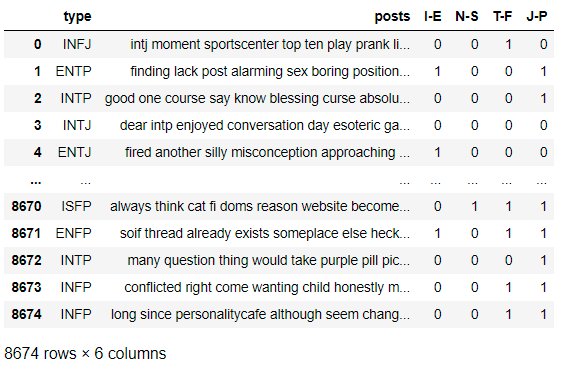 type posts I-E N-S T-F J-P
0 INFJ intj moment sportscenter top ten play prank li... 0 0 1 0
1 ENTP finding lack post alarming sex boring position... 1 0 0 1
2 INTP good one course say know blessing curse absolu... 0 0 0 1
3 INTJ dear intp enjoyed conversation day esoteric ga... 0 0 0 0
4 ENTJ fired another silly misconception approaching ... 1 0 0 0
... ... ... ... ... ... ...
8670 ISFP always think cat fi doms reason website become... 0 1 1 1
8671 ENFP soif thread already exists someplace else heck... 1 0 1 1
8672 INTP many question thing would take purple pill pic... 0 0 0 1
8673 INFP conflicted right come wanting child honestly m... 0 0 1 1
8674 INFP long since personalitycafe although seem chang... 0 0 1 1
8674 rows × 6 columns